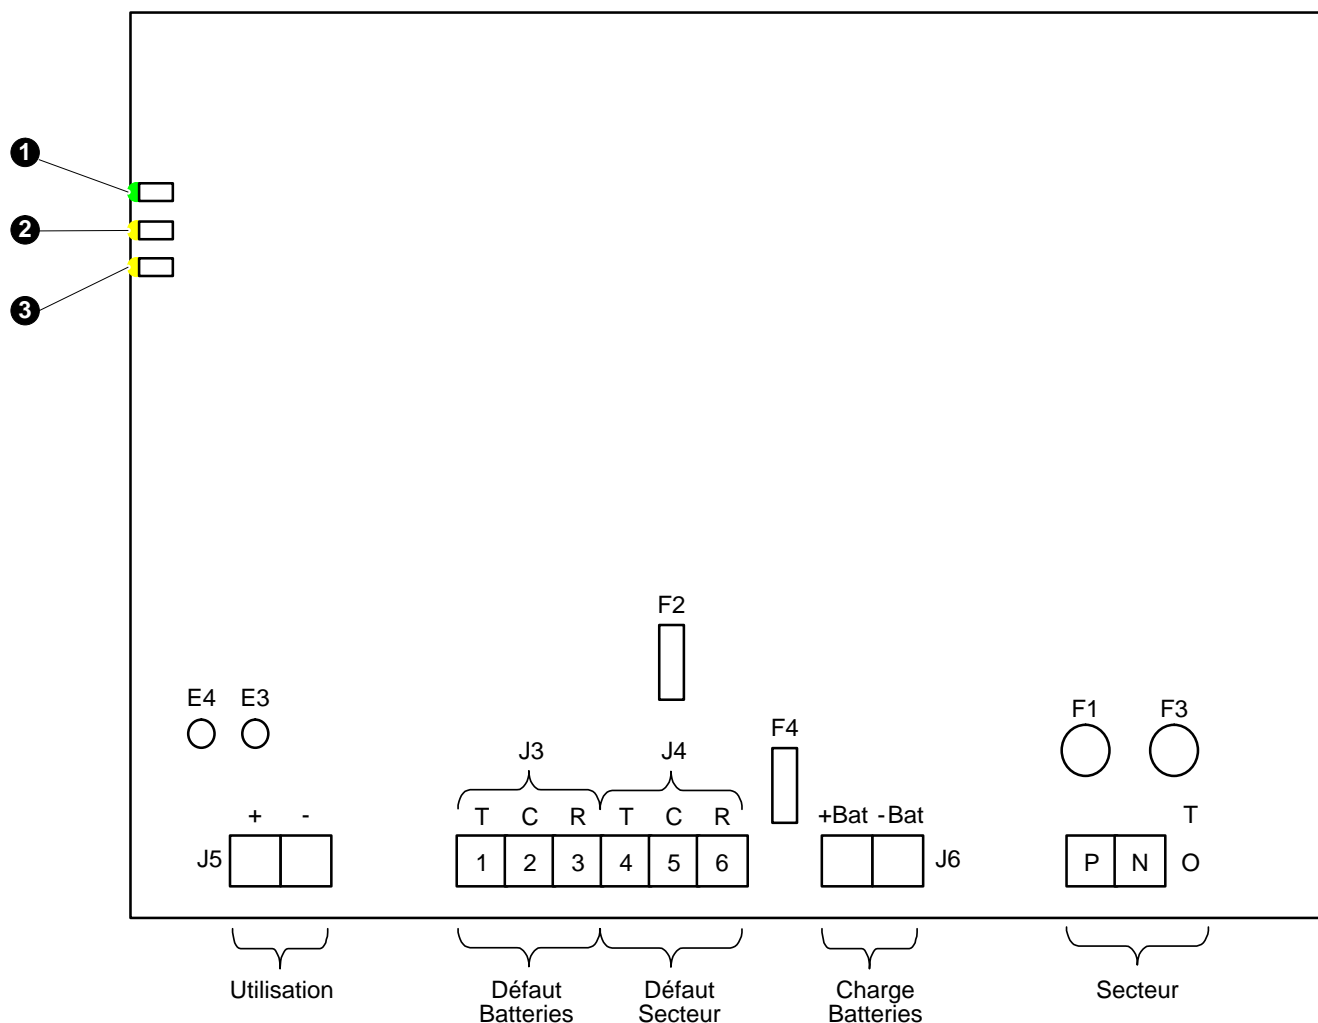 1
2
3
F2
E4 E3
F1 F3
F4
J3 J4
+ -
T C R T C R
+Bat -Bat
T
J5
1 2 3 4 5 6
J6
P N O
Utilisation
Défaut
Batteries
Défaut
Secteur
Charge
Batteries
Secteur